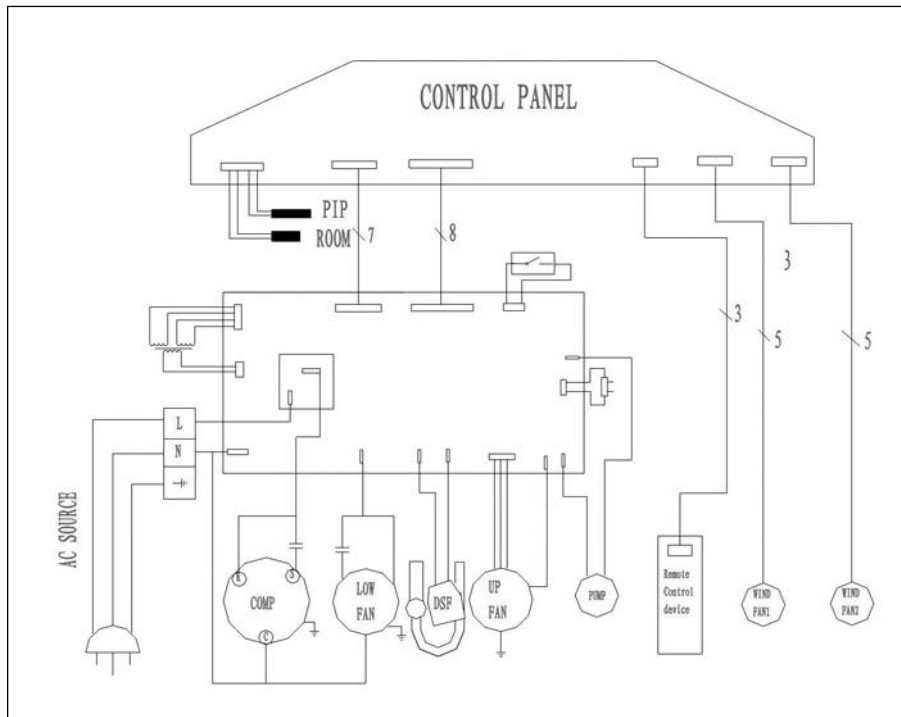 CONTROL PANEL
PIP
ROOM
7
8
3
3
5
5
L
N
AC SOURCE
R
S
COMP
C
LOW
FAN
DSF
UP
FAN
PUMP
Remote
Control
device
WIND
FAN1
WIND
FAN2